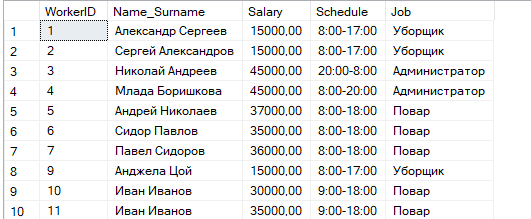 WorkerID Name_Surname Salary Schedule Job
1 1 Александр Сергеев 15000,00 8:00-17:00 Уборщик
2 2 Сергей Александров 15000,00 8:00-17:00 Уборщик
3 3 Николай Андреев 45000,00 20:00-8:00 Администратор
4 4 Млада Боришкова 45000,00 8:00-20:00 Администратор
5 5 Андрей Николаев 37000,00 8:00-18:00 Повар
6 6 Сидор Павлов 35000,00 8:00-18:00 Повар
7 7 Павел Сидоров 36000,00 8:00-18:00 Повар
8 9 Анджела Цой 15000,00 8:00-17:00 Уборщик
9 10 Иван Иванов 30000,00 9:00-18:00 Повар
10 11 Иван Иванов 35000,00 9:00-18:00 Повар